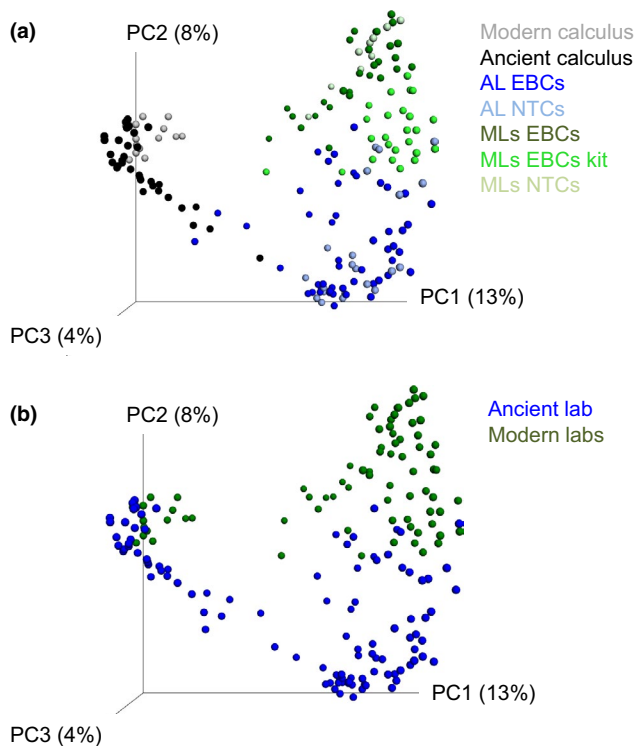 (a)
PC2 (8%)
Modern calculus
Ancient calculus
AL EBCs
AL NTCs
MLs EBCs
MLs EBCs kit
MLs NTCs
PC1 (13%)
PC3 (4%)
(b)
PC2 (8%)
Ancient lab
Modern labs
PC1 (13%)
PC3 (4%)